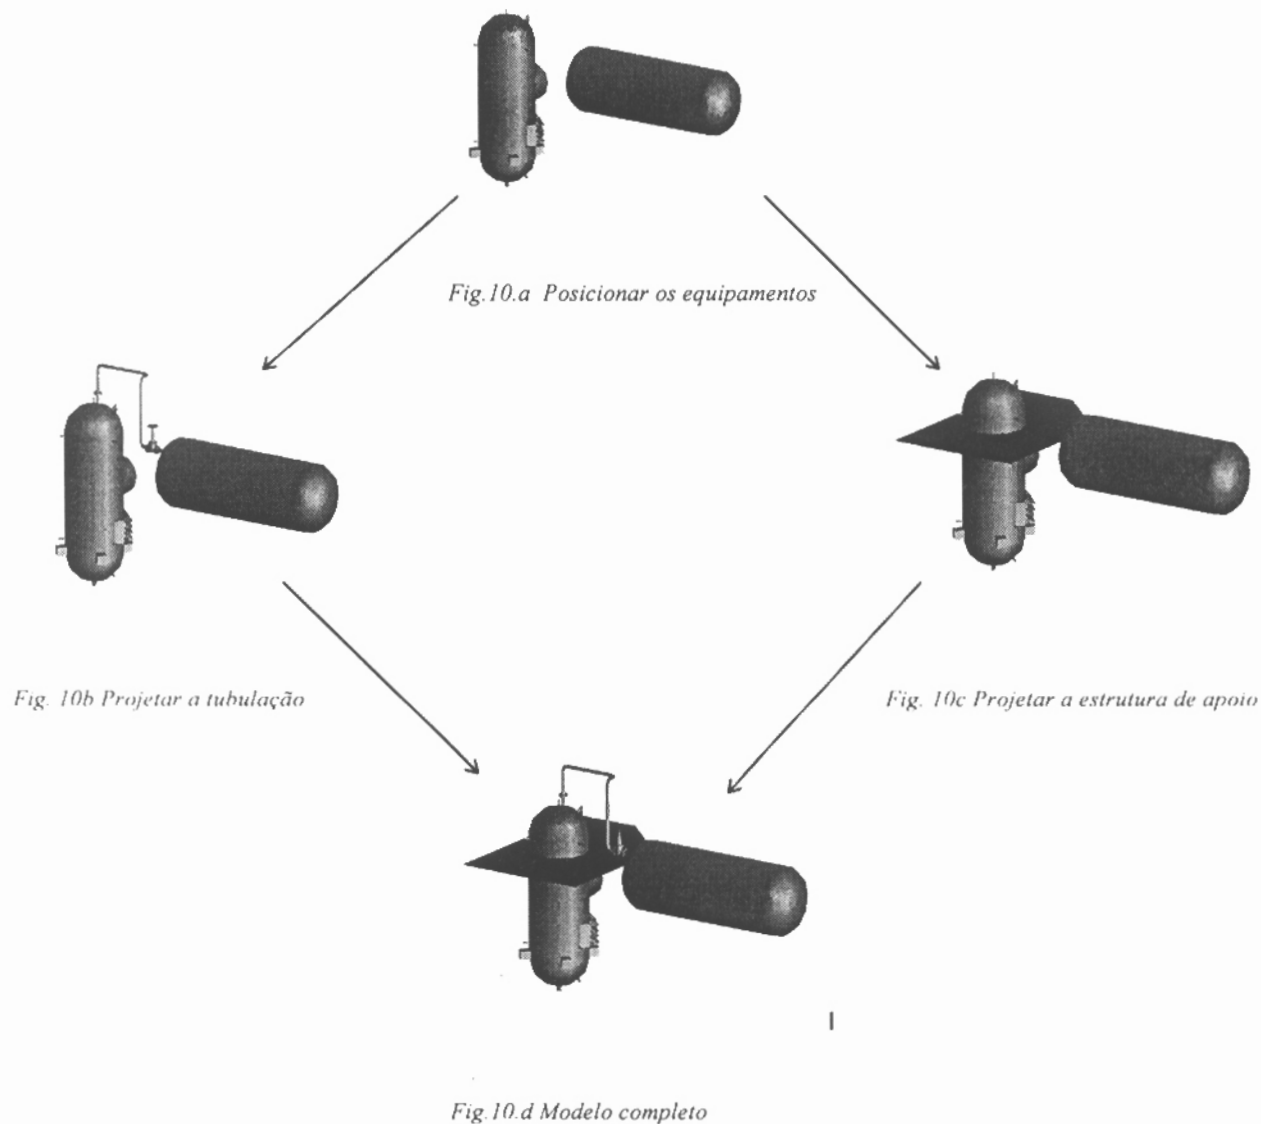 Fig.10.a Posicionar os equipamentos
Fig. 10b Projetar a tubulação
Fig. 10c Projetar a estrutura de apoio
Fig.10.d Modelo completo